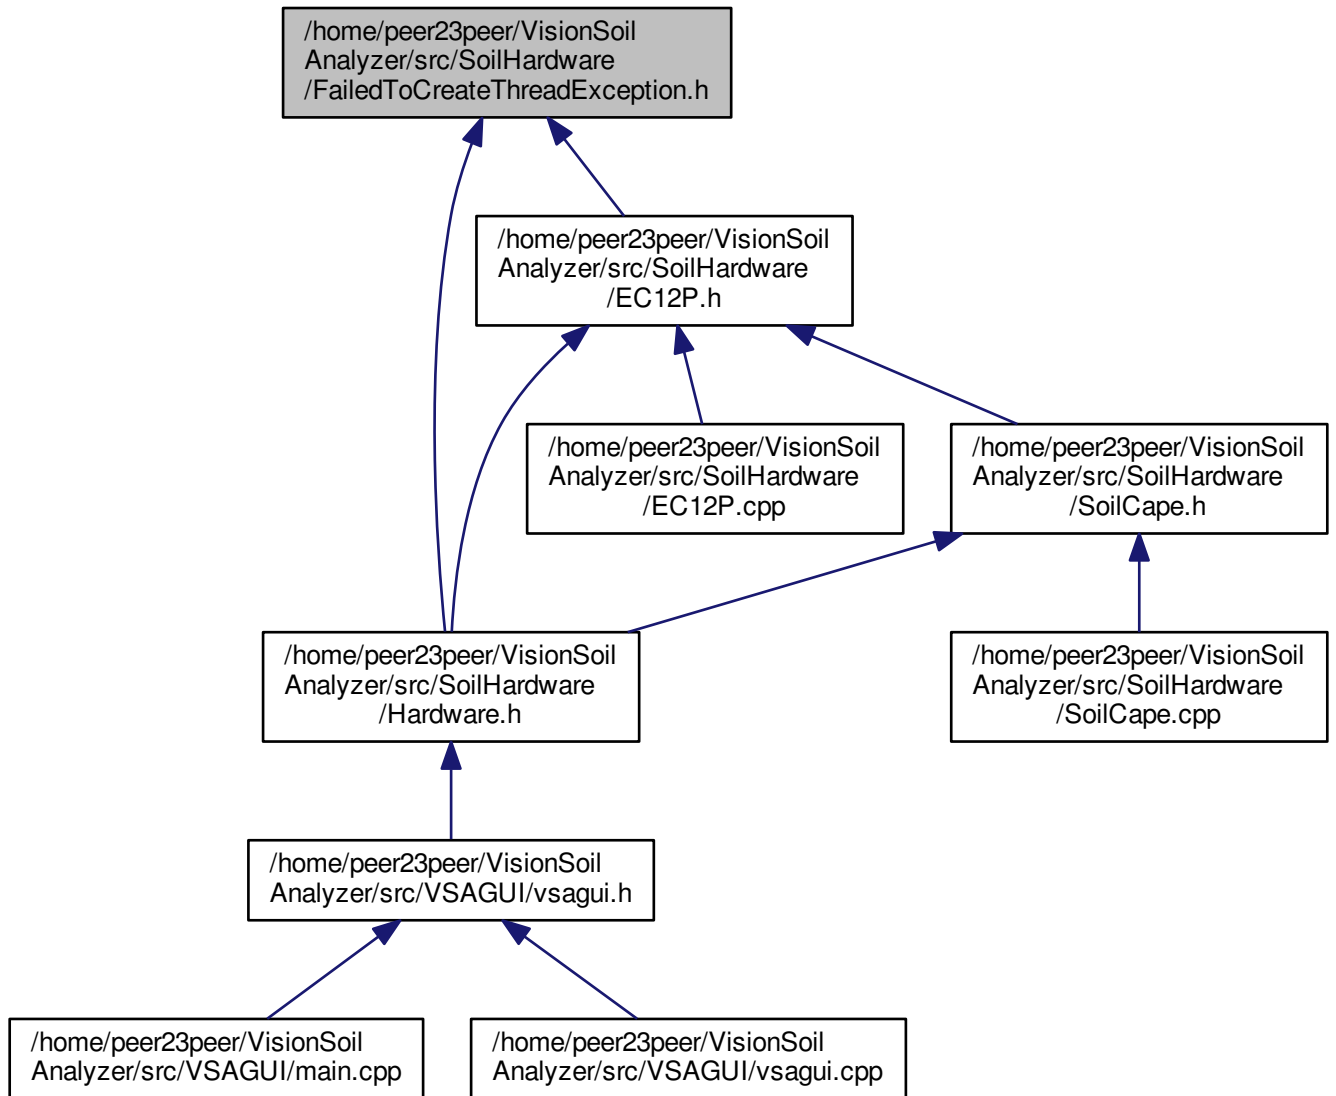 /home/peer23peer/VisionSoil
Analyzer/src/SoilHardware
/FailedToCreateThreadException.h
/home/peer23peer/VisionSoil
Analyzer/src/SoilHardware
/EC12P.h
/home/peer23peer/VisionSoil
Analyzer/src/SoilHardware
/EC12P.cpp
/home/peer23peer/VisionSoil
Analyzer/src/SoilHardware
/SoilCape.h
/home/peer23peer/VisionSoil
Analyzer/src/SoilHardware
/Hardware.h
/home/peer23peer/VisionSoil
Analyzer/src/SoilHardware
/SoilCape.cpp
/home/peer23peer/VisionSoil
Analyzer/src/VSAGUI/vsagui.h
/home/peer23peer/VisionSoil
Analyzer/src/VSAGUI/main.cpp
/home/peer23peer/VisionSoil
Analyzer/src/VSAGUI/vsagui.cpp